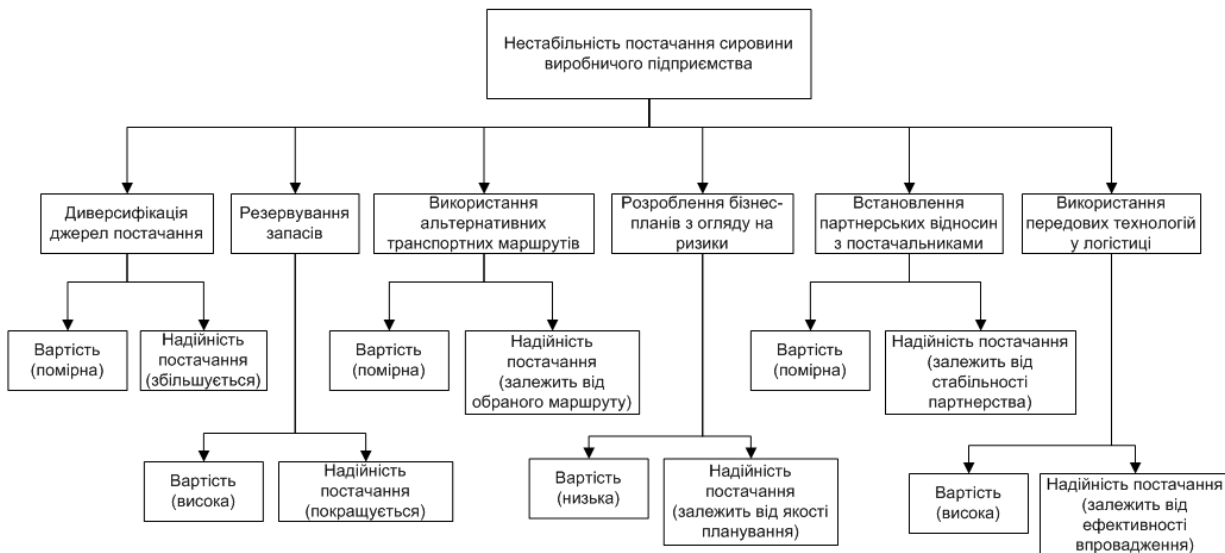 Нестабільність постачання сировини
виробничого підприємства
Диверсифікація
джерел постачання
Резервування
запасів
Використання
альтернативних
транспортних маршрутів
Розроблення бізнес-
планів з огляду на
ризики
Встановлення
партнерських відносин
з постачальниками
Використання
передових технологій
у логістиці
Вартість
(помірна)
Надійність
постачання
(збільшується)
Вартість
(помірна)
Надійність
постачання
(залежить від
обраного маршруту)
Вартість
(помірна)
Надійність постачання
(залежить від
стабільності
партнерства)
Вартість
(висока)
Надійність
постачання
(покращується)
Вартість
(низька)
Надійність
постачання
(залежить від якості
планування)
Вартість
(висока)
Надійність постачання
(залежить від
ефективності
впровадження)